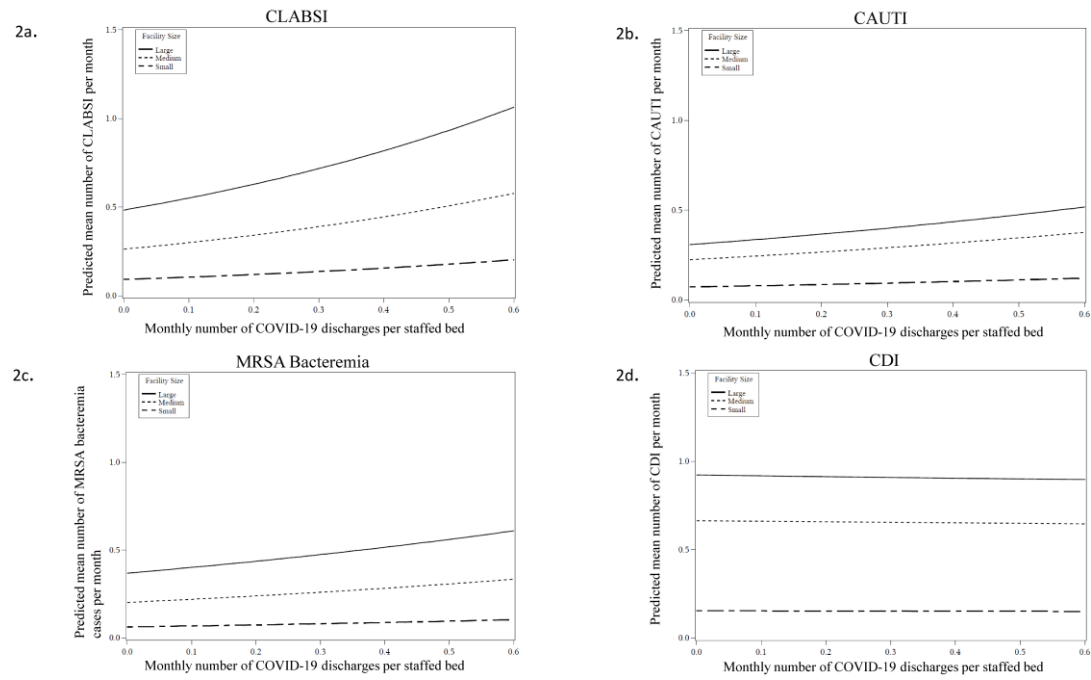 2a.
CLABSI
Predicted mean number of CLABSI per month
1.5
1.0
0.5
0.0
Facility Size
Large
Medium
Small
0.0 0.1 0.2 0.3 0.4 0.5 0.6
Monthly number of COVID-19 discharges per staffed bed
2b.
CAUTI
Predicted mean number of CAUTI per month
1.5
1.0
0.5
0.0
Facility Size
Large
Medium
Small
0.0 0.1 0.2 0.3 0.4 0.5 0.6
Monthly number of COVID-19 discharges per staffed bed
2c.
MRSA Bacteremia
Predicted mean number of MRSA bacteremia
cases per month
1.5
1.0
0.5
0.0
Facility Size
Large
Medium
Small
0.0 0.1 0.2 0.3 0.4 0.5 0.6
Monthly number of COVID-19 discharges per staffed bed
2d.
CDI
Predicted mean number of CDI per month
1.5
1.0
0.5
0.0
Facility Size
Large
Medium
Small
0.0 0.1 0.2 0.3 0.4 0.5 0.6
Monthly number of COVID-19 discharges per staffed bed